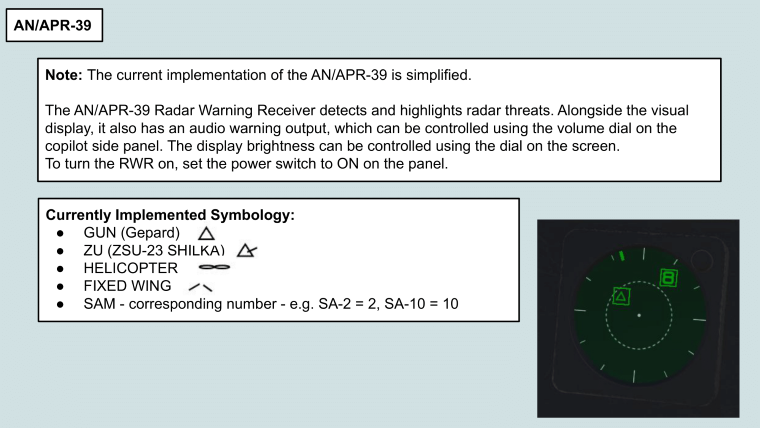 AN/APR-39
Note: The current implementation of the AN/APR-39 is simplified.
The AN/APR-39 Radar Warning Receiver detects and highlights radar threats. Alongside the visual
display, it also has an audio warning output, which can be controlled using the volume dial on the
copilot side panel. The display brightness can be controlled using the dial on the screen.
To turn the RWR on, set the power switch to ON on the panel.
Currently Implemented Symbology:
● GUN (Gepard)
● ZU (ZSU-23 SHILKA)
● HELICOPTER
● FIXED WING
● SAM - corresponding number - e.g. SA-2 = 2, SA-10 = 10
8